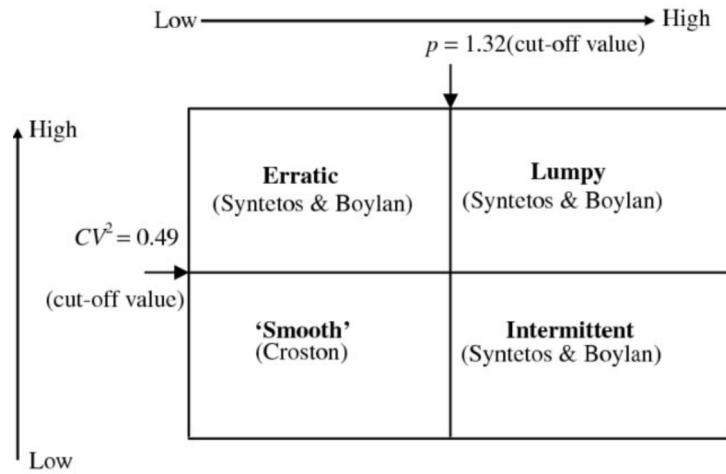 Low
High
p = 1.32(cut-off value)
High
Erratic
(Syntetos & Boylan)
Lumpy
(Syntetos & Boylan)
CV² = 0.49
(cut-off value)
‘Smooth’
(Croston)
Intermittent
(Syntetos & Boylan)
Low